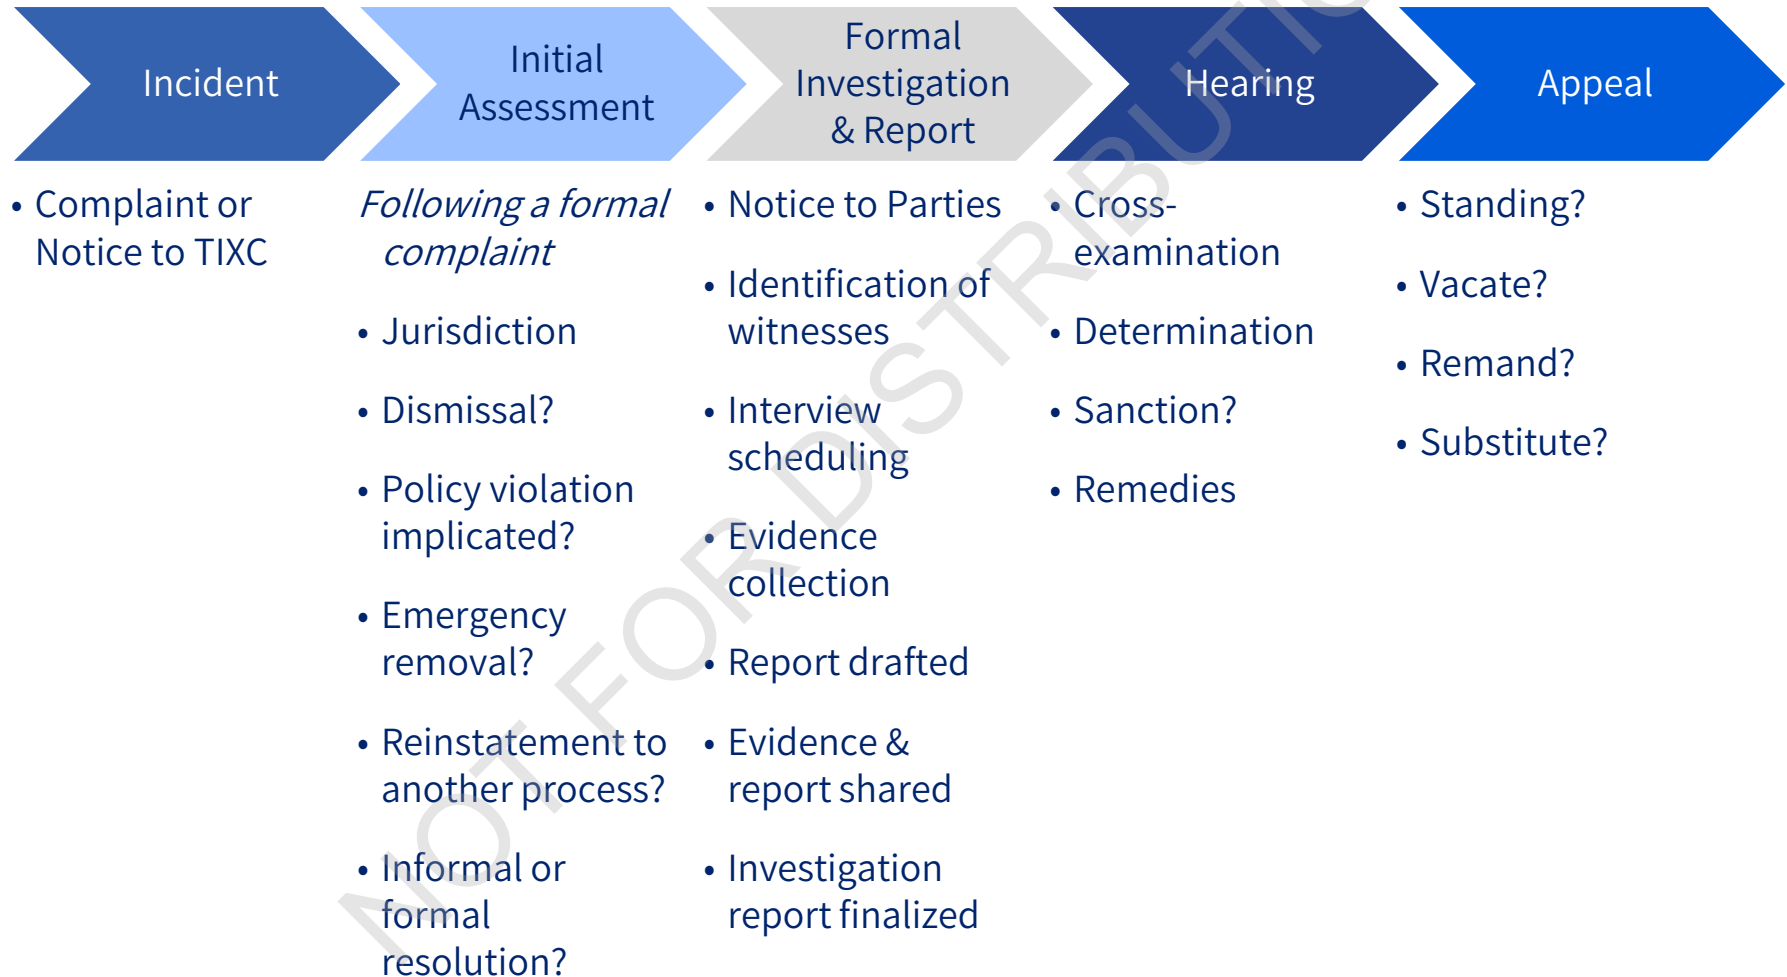 Incident
Initial
Assessment
Formal
Investigation
& Report
Hearing
Appeal
• Complaint or
Notice to TIXC
Following a formal
complaint
• Jurisdiction
• Dismissal?
• Policy violation
implicated?
• Emergency
removal?
• Reinstatement to
another process?
• Informal or
formal
resolution?
• Notice to Parties
• Identification of
witnesses
• Interview
scheduling
• Evidence
collection
• Report drafted
• Evidence &
report shared
• Investigation
report finalized
• Cross-
examination
• Determination
• Sanction?
• Remedies
• Standing?
• Vacate?
• Remand?
• Substitute?
NOT FOR DISTRIBUTIO